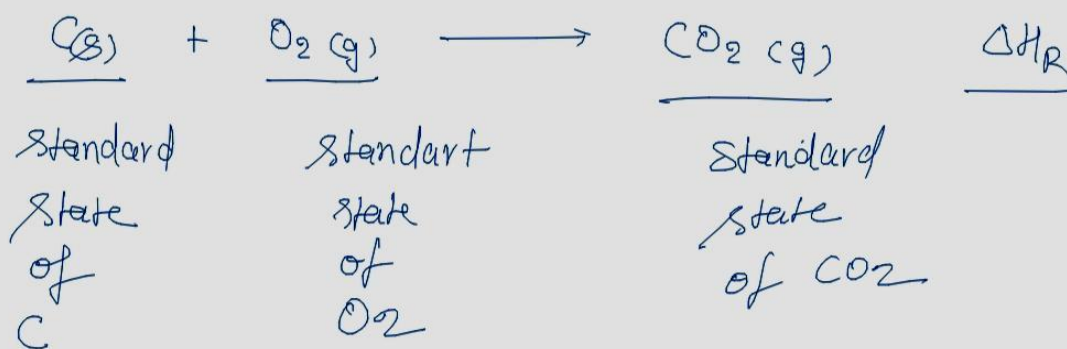 C(s) + O2 (g) → CO2 (g) ΔHR
Standard Standart Standard
State state state
of of of CO2
C O2